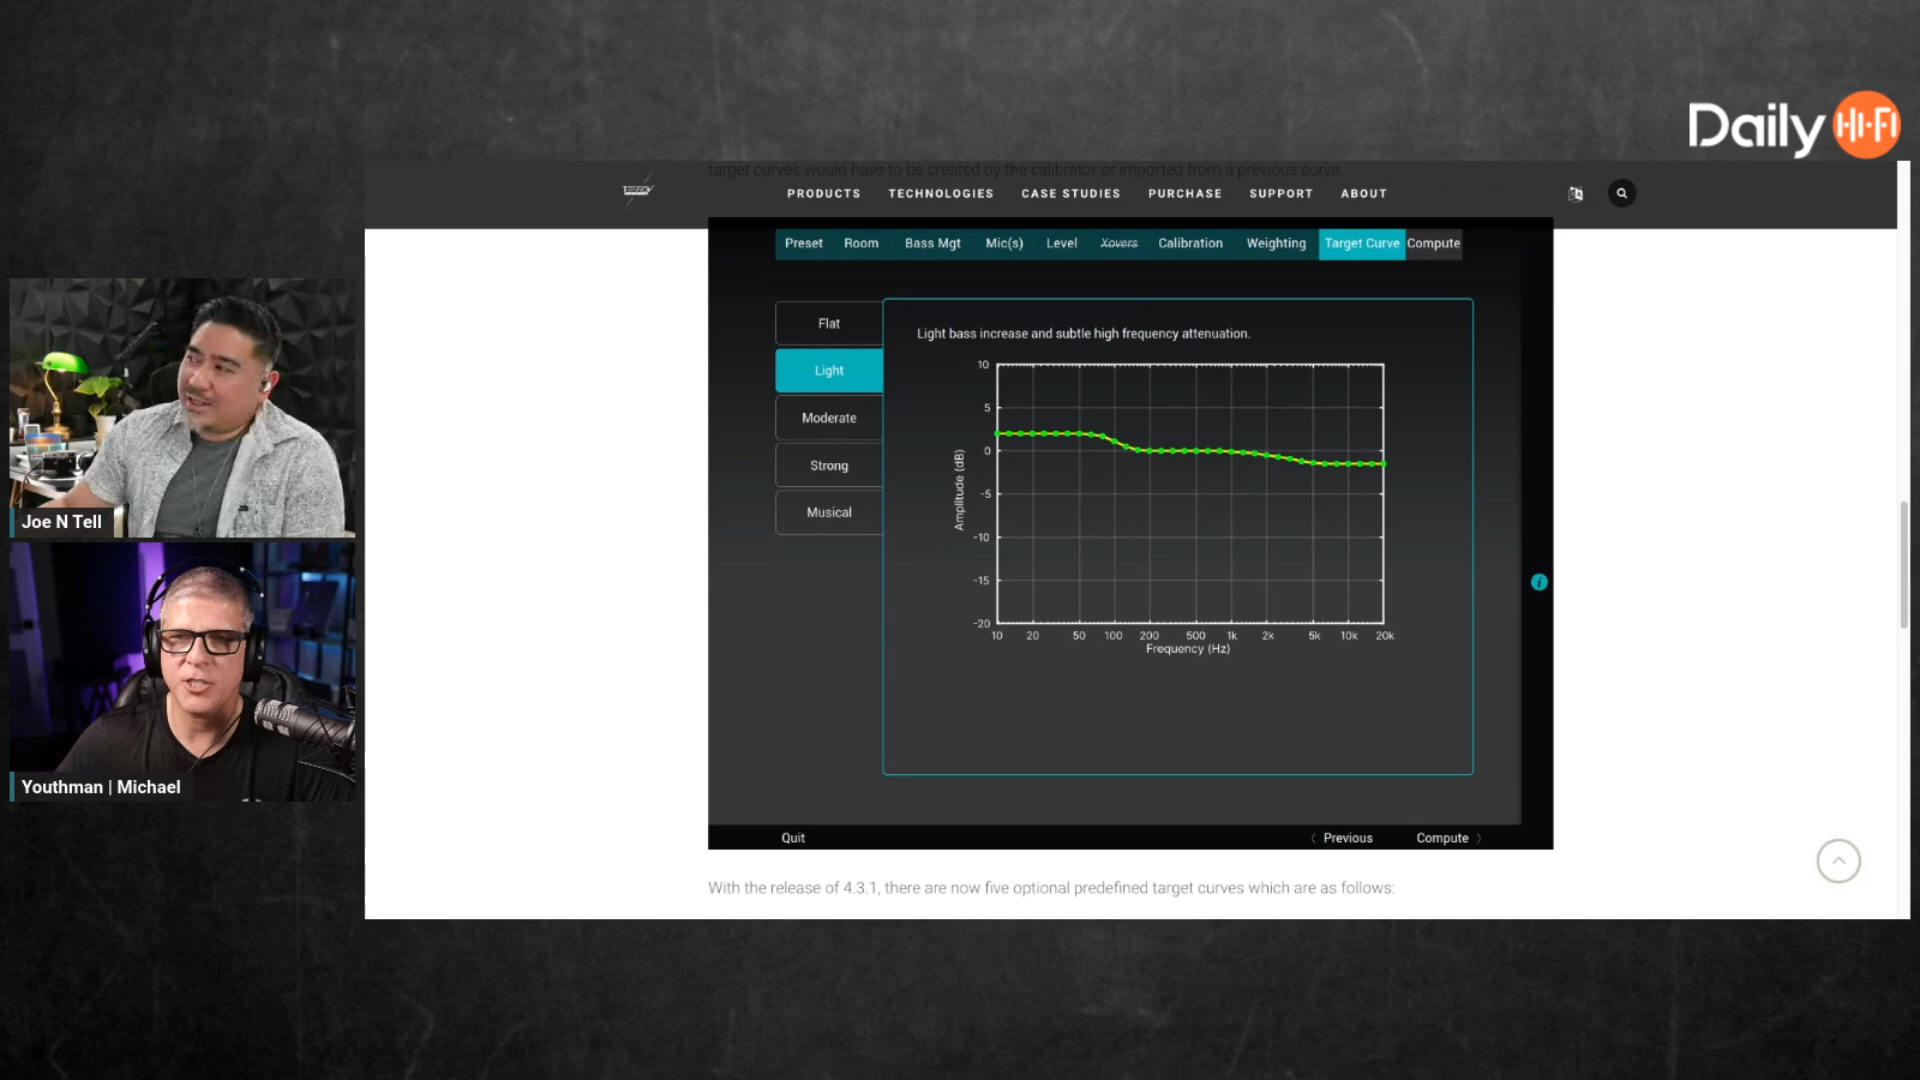 Daily HI-FI
target curves would have to be created by the calibrator or imported from a previous curve.
PRODUCTS TECHNOLOGIES CASE STUDIES PURCHASE SUPPORT ABOUT
Preset Room Bass Mgt Mic(s) Level Xovers Calibration Weighting Target Curve Compute
Flat
Light
Moderate
Strong
Musical
Light bass increase and subtle high frequency attenuation.
10
5
0
-5
-10
-15
-20
Amplitude (dB)
10 20 50 100 200 500 1k 2k 5k 10k 20k
Frequency (Hz)
Quit
Previous
Compute
With the release of 4.3.1, there are now five optional predefined target curves which are as follows:
Joe N Tell
Youthman | Michael